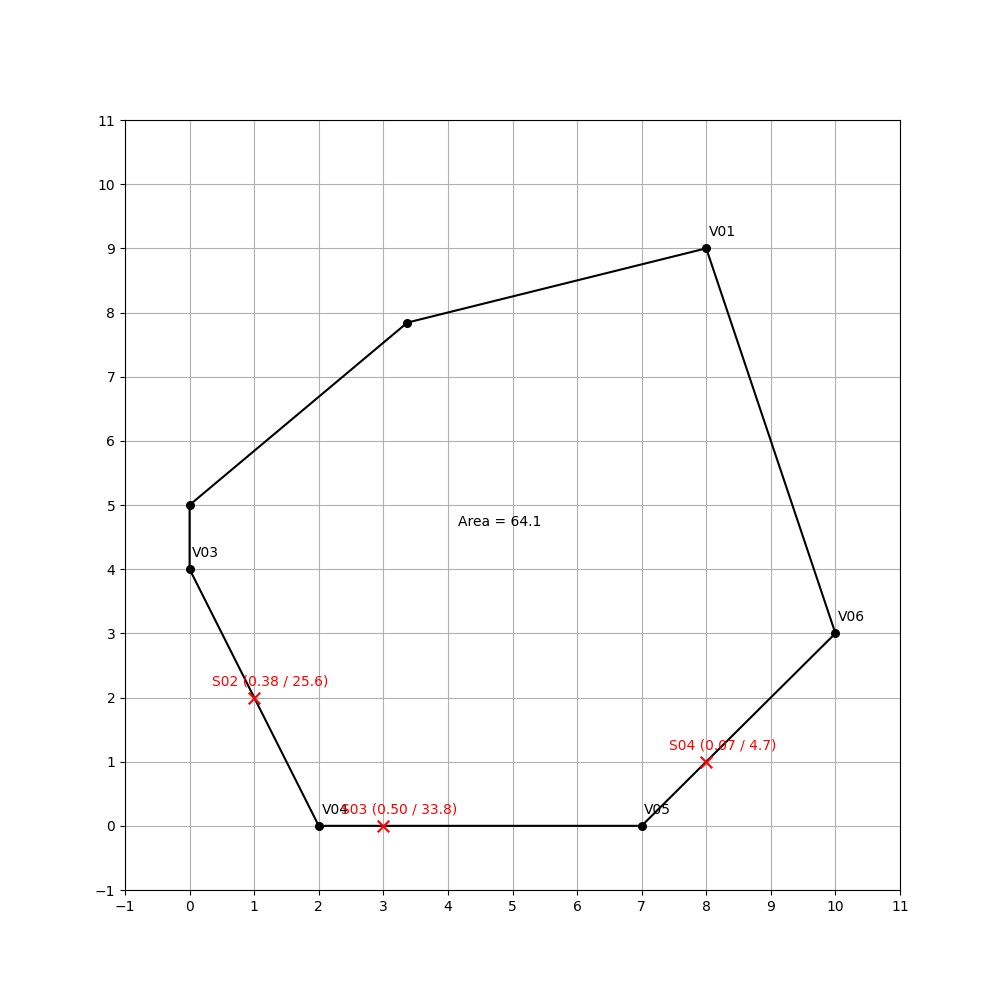 11
10
9
8
7
6
5
4
3
2
1
0
−1
V01
Area = 64.1
V03
V06
S02 (0.38 / 25.6)
S04 (0.07 / 4.7)
V04
S03 (0.50 / 33.8)
V05
−1 0 1 2 3 4 5 6 7 8 9 10 11